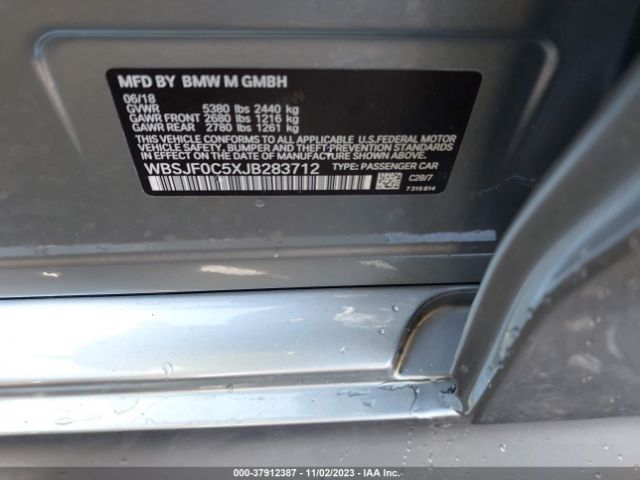 MFD BY BMW M GMBH
06/18
GVWR 5380 lbs 2440 kg
GAWR FRONT 2680 lbs 1216 kg
GAWR REAR 2780 lbs 1261 kg
THIS VEHICLE CONFORMS TO ALL APPLICABLE U.S.FEDERAL MOTOR
VEHICLE SAFETY, BUMPER, AND THEFT PREVENTION STANDARDS
IN EFFECT ON THE DATE OF MANUFACTURE SHOWN ABOVE.
WBSJF0C5XJB283712 TYPE: PASSENGER CAR
C28/7
7 315 814
000-37912387 - 11/02/2023 - IAA Inc.